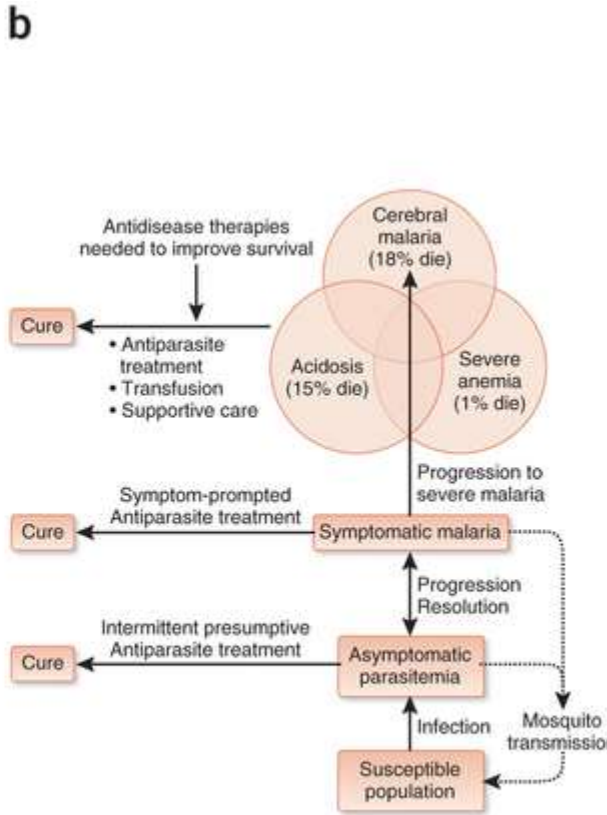 b
Cerebral
malaria
(18% die)
Antidisease therapies
needed to improve survival
Cure
• Antiparasite
treatment
• Transfusion
• Supportive care
Acidosis
(15% die)
Severe
anemia
(1% die)
Progression to
severe malaria
Symptom-prompted
Antiparasite treatment
Cure
Symptomatic malaria
Progression
Resolution
Intermittent presumptive
Antiparasite treatment
Cure
Asymptomatic
parasitemia
Infection
Mosquito
transmission
Susceptible
population